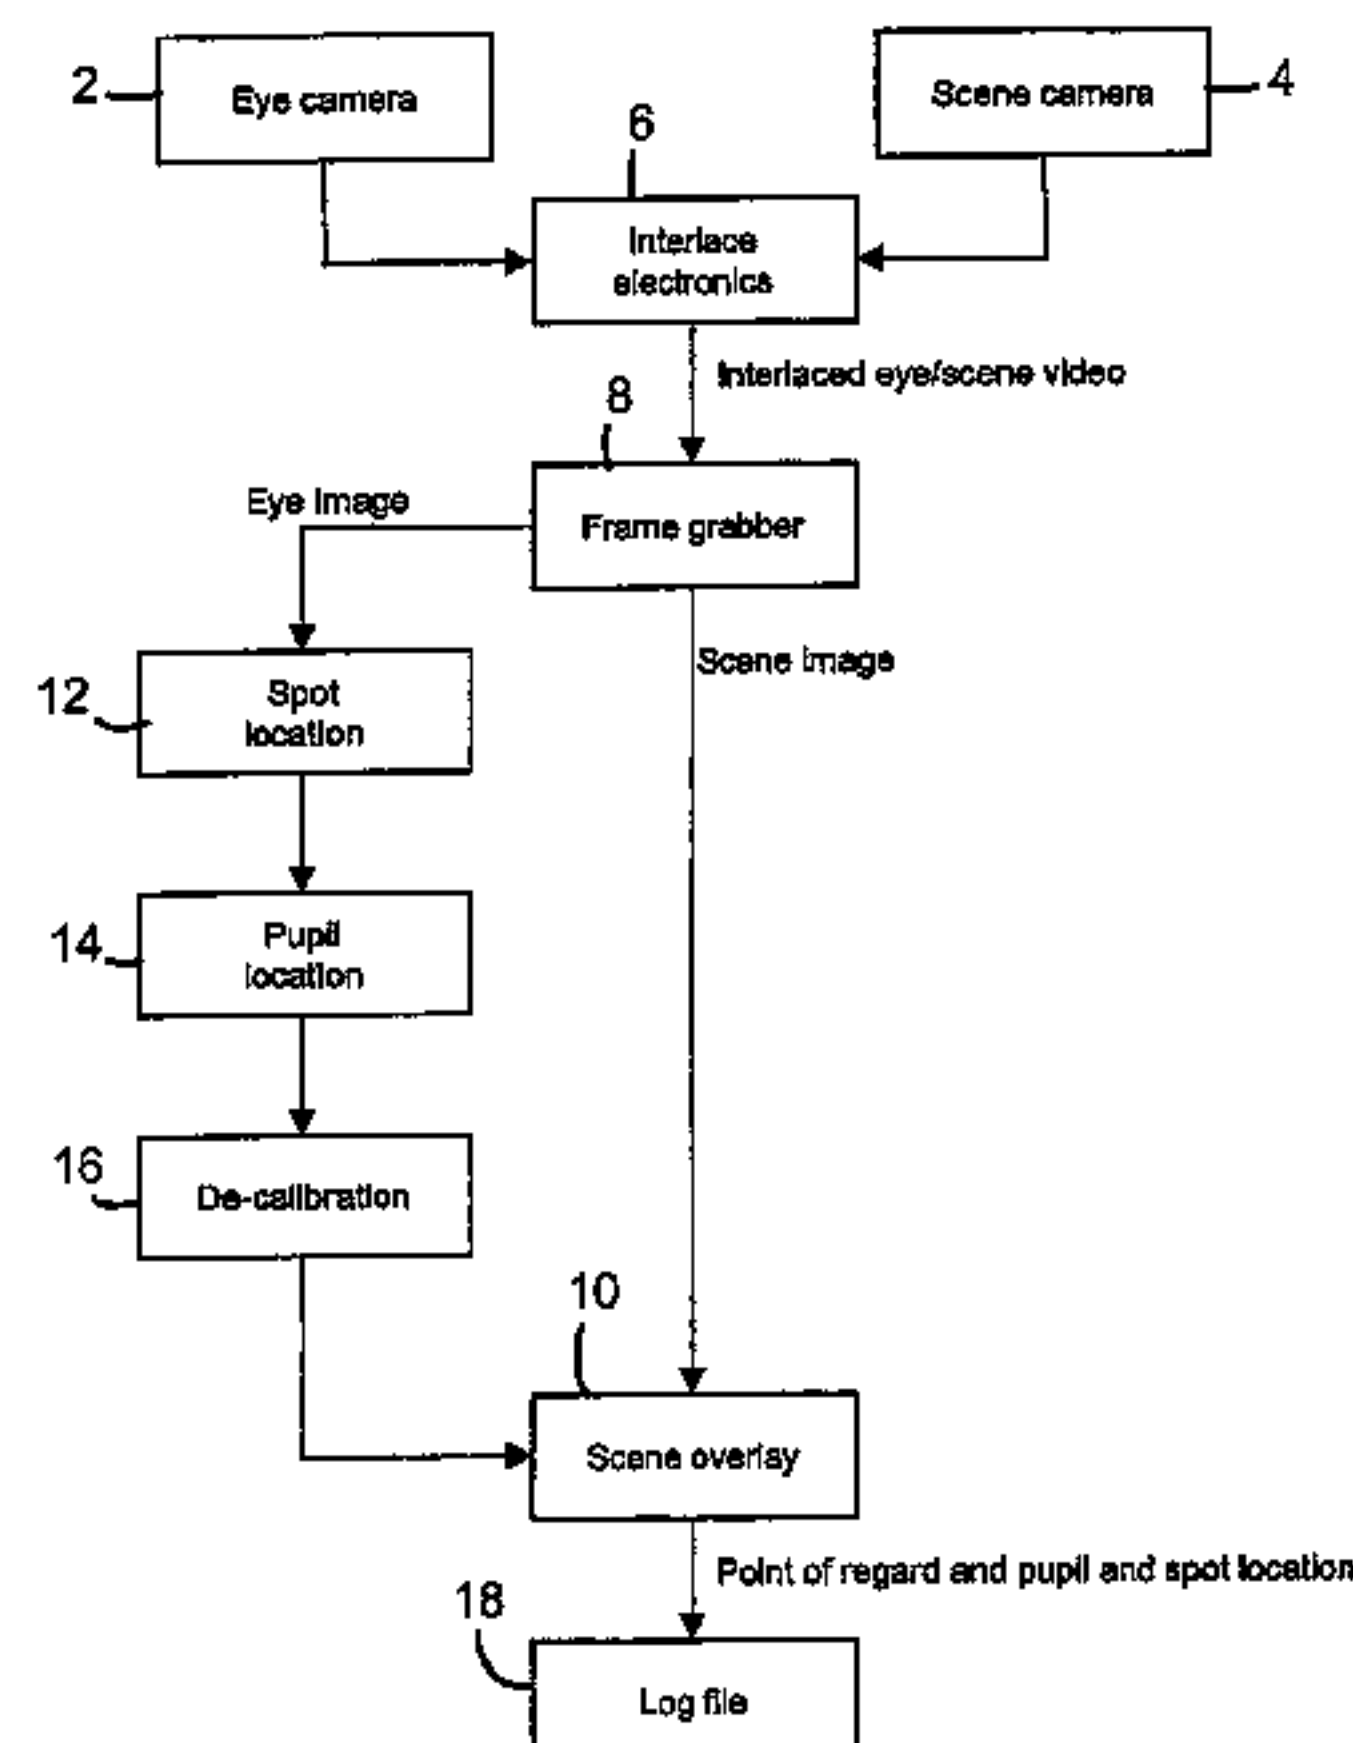 2
Eye camera
Scene camera
4
6
Interlace
electronics
Interlaced eye/scene video
8
Eye image
Frame grabber
Scene image
12
Spot
location
14
Pupil
location
16
De-calibration
10
Scene overlay
Point of regard and pupil and spot location
18
Log file